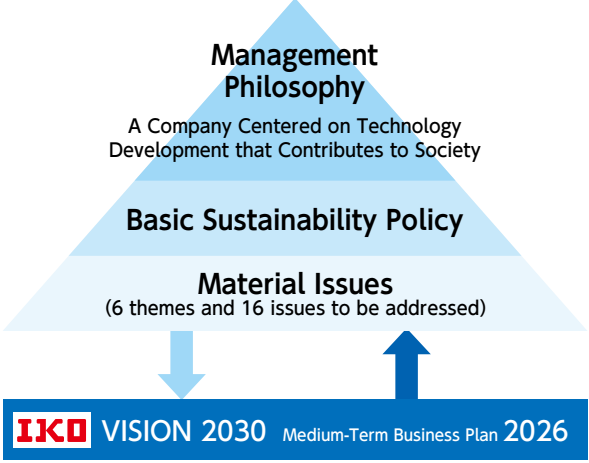 Management
Philosophy
A Company Centered on Technology
Development that Contributes to Society
Basic Sustainability Policy
Material Issues
(6 themes and 16 issues to be addressed)
IKO VISION 2030 Medium-Term Business Plan 2026